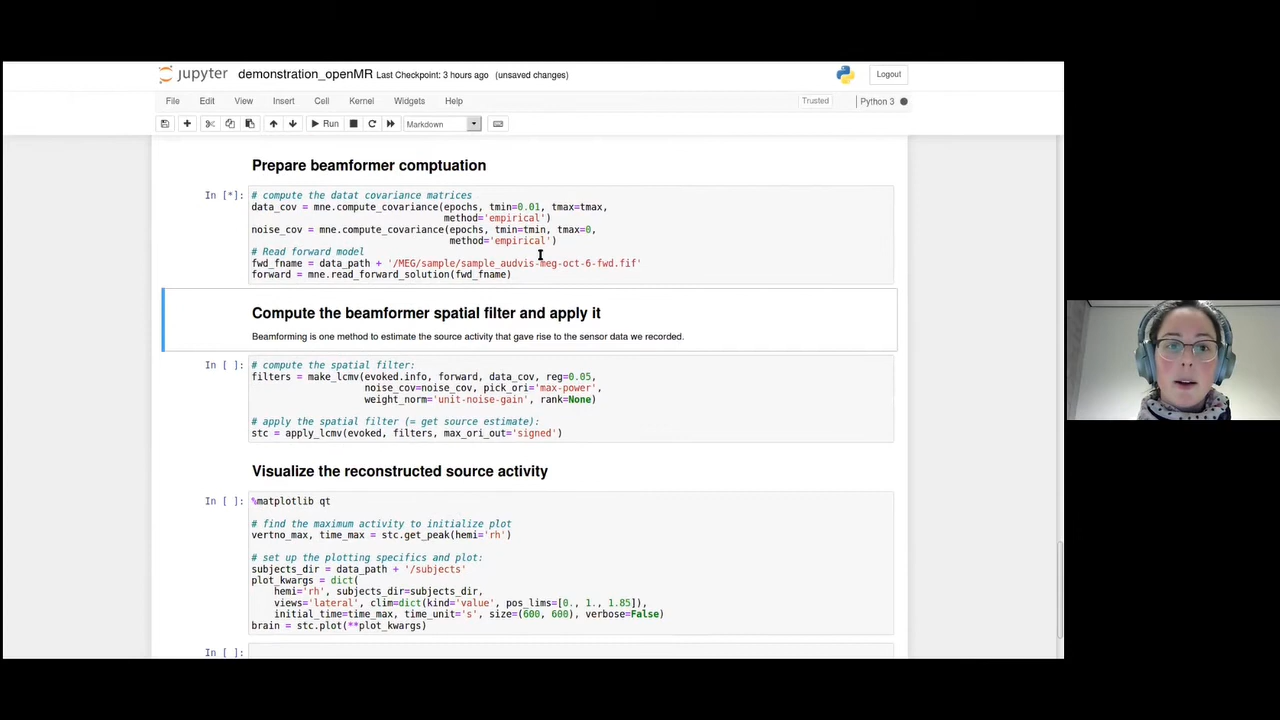 jupyter demonstration_openMR Last Checkpoint: 3 hours ago (unsaved changes) Logout
File Edit View Insert Cell Kernel Widgets Help Trusted Python 3
Run Markdown
Prepare beamformer comptuation
In [*]: # compute the datat covariance matrices
data_cov = mne.compute_covariance(epochs, tmin=0.01, tmax=tmax,
method='empirical')
noise_cov = mne.compute_covariance(epochs, tmin=tmin, tmax=0,
method='empirical')
# Read forward model
fwd_fname = data_path + '/MEG/sample/sample_audvis-meg-oct-6-fwd.fif'
forward = mne.read_forward_solution(fwd_fname)
Compute the beamformer spatial filter and apply it
Beamforming is one method to estimate the source activity that gave rise to the sensor data we recorded.
In [ ]: # compute the spatial filter:
filters = make_lcmv(evoked.info, forward, data_cov, reg=0.05,
noise_cov=noise_cov, pick_ori='max-power',
weight_norm='unit-noise-gain', rank=None)
# apply the spatial filter (= get source estimate):
stc = apply_lcmv(evoked, filters, max_ori_out='signed')
Visualize the reconstructed source activity
In [ ]: %matplotlib qt
# find the maximum activity to initialize plot
vertno_max, time_max = stc.get_peak(hemi='rh')
# set up the plotting specifics and plot:
subjects_dir = data_path + '/subjects'
plot_kwargs = dict(
hemi='rh', subjects_dir=subjects_dir,
views='lateral', clim=dict(kind='value', pos_lims=[0., 1., 1.85]),
initial_time=time_max, time_unit='s', size=(600, 600), verbose=False)
brain = stc.plot(**plot_kwargs)
In [ ]: